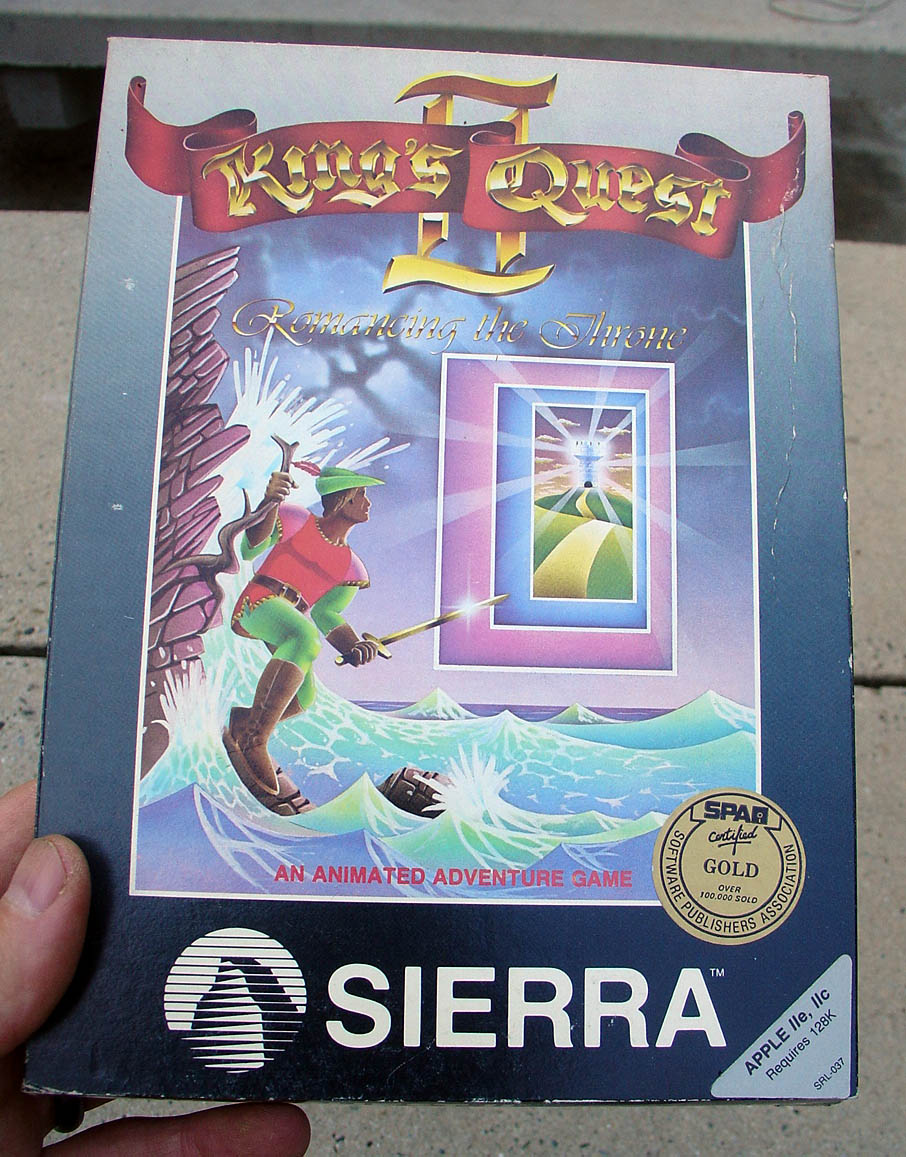 II
King's Quest
Romancing the Throne
AN ANIMATED ADVENTURE GAME
SPA
Certified
GOLD
OVER
100,000 SOLD
SOFTWARE PUBLISHERS ASSOCIATION
SIERRA™
APPLE IIe, IIc
Requires 128K
SRL-037